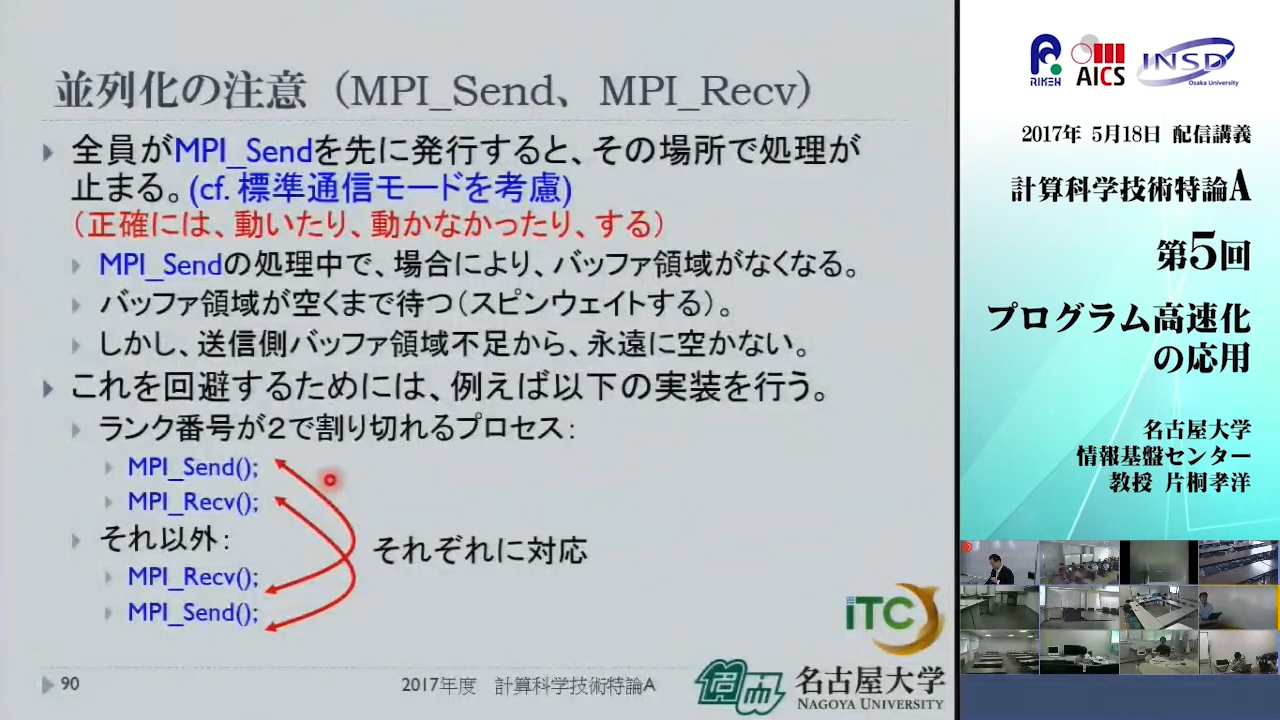 並列化の注意（MPI_Send、MPI_Recv）
全員がMPI_Sendを先に発行すると、その場所で処理が
止まる。(cf. 標準通信モードを考慮)
（正確には、動いたり、動かなかったり、する）
MPI_Sendの処理中で、場合により、バッファ領域がなくなる。
バッファ領域が空くまで待つ（スピンウェイトする）。
しかし、送信側バッファ領域不足から、永遠に空かない。
これを回避するためには、例えば以下の実装を行う。
ランク番号が２で割り切れるプロセス：
MPI_Send();
MPI_Recv();
それ以外：
MPI_Recv();
MPI_Send();
それぞれに対応
90
2017年度 計算科学技術特論A
ITC
名古屋大学
NAGOYA UNIVERSITY
RIKEN
AICS
INSD
Osaka University
2017年 5月18日 配信講義
計算科学技術特論A
第5回
プログラム高速化
の応用
名古屋大学
情報基盤センター
教授 片桐孝洋